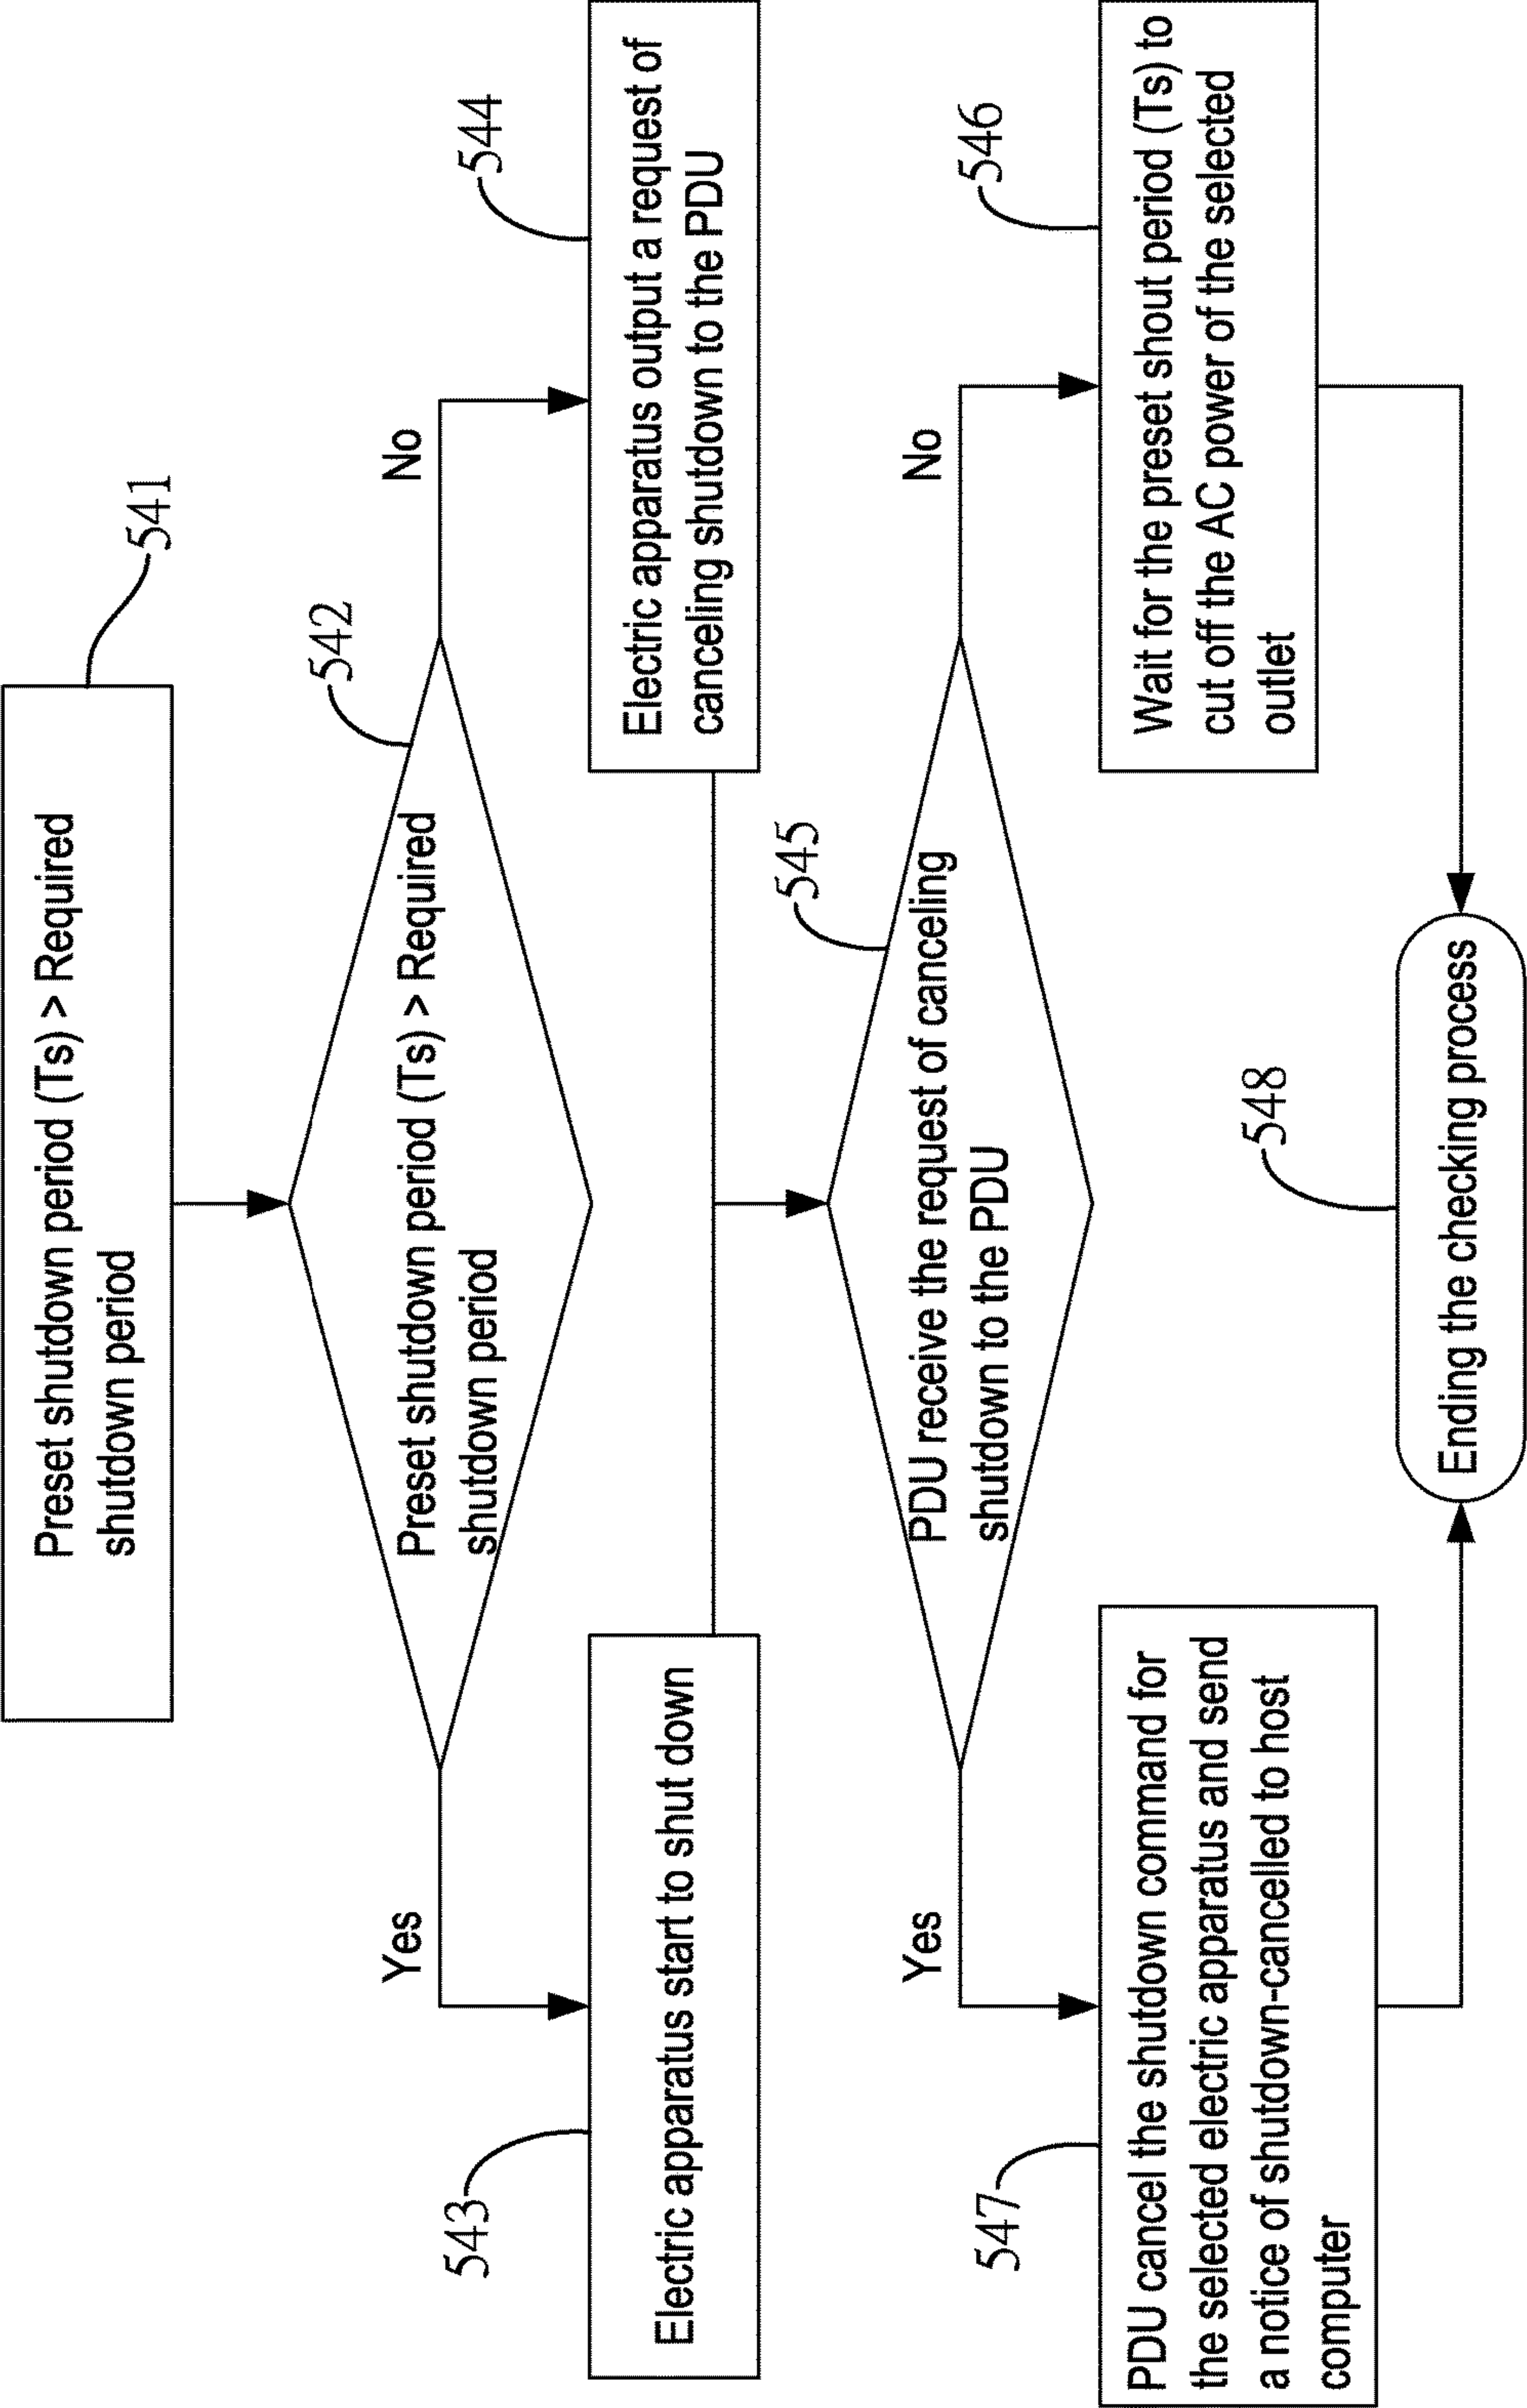 Preset shutdown period (Ts) > Required
shutdown period
541
542
Preset shutdown period (Ts) > Required
shutdown period
Yes
No
543
Electric apparatus start to shut down
544
Electric apparatus output a request of
canceling shutdown to the PDU
545
PDU receive the request of canceling
shutdown to the PDU
Yes
No
547
PDU cancel the shutdown command for
the selected electric apparatus and send
a notice of shutdown-cancelled to host
computer
546
Wait for the preset shout period (Ts) to
cut off the AC power of the selected
outlet
548
Ending the checking process